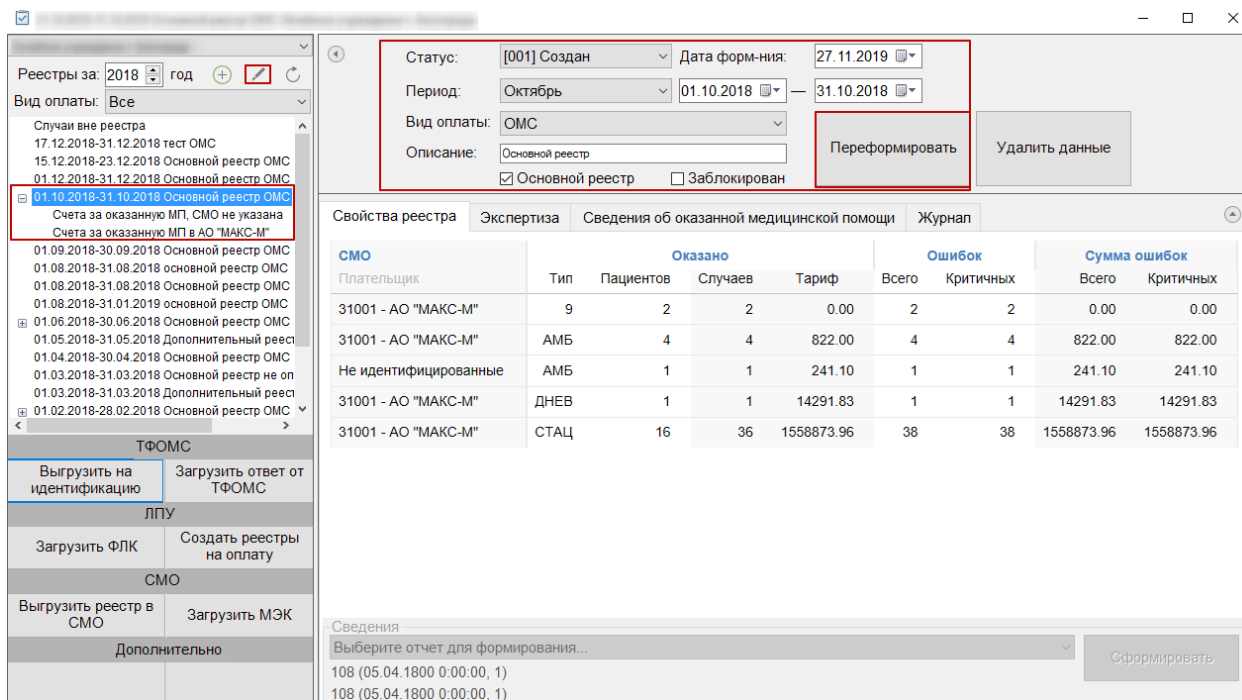 Реестры за: 2018 год
Вид оплаты: Все
Случаи вне реестра
17.12.2018-31.12.2018 тест ОМС
15.12.2018-23.12.2018 Основной реестр ОМС
01.12.2018-31.12.2018 Основной реестр ОМС
01.10.2018-31.10.2018 Основной реестр ОМС
Счета за оказанную МП, СМО не указана
Счета за оказанную МП в АО "МАКС-М"
01.09.2018-30.09.2018 Основной реестр ОМС
01.08.2018-31.08.2018 основной реестр ОМС
01.08.2018-31.08.2018 Основной реестр ОМС
01.08.2018-31.01.2019 основной реестр ОМС
01.06.2018-30.06.2018 Основной реестр ОМС
01.05.2018-31.05.2018 Дополнительный реест
01.04.2018-30.04.2018 Основной реестр ОМС
01.03.2018-31.03.2018 Основной реестр не оп
01.03.2018-31.03.2018 Дополнительный реест
01.02.2018-28.02.2018 Основной реестр ОМС
ТФОМС
Выгрузить на идентификацию
Загрузить ответ от ТФОМС
ЛПУ
Загрузить ФЛК
Создать реестры на оплату
СМО
Выгрузить реестр в СМО
Загрузить МЭК
Дополнительно
Статус: [001] Создан Дата форм-ния: 27.11.2019
Период: Октябрь 01.10.2018 — 31.10.2018
Вид оплаты: ОМС
Описание: Основной реестр
Основной реестр Заблокирован
Переформировать
Удалить данные
Свойства реестра Экспертиза Сведения об оказанной медицинской помощи Журнал
СМО Оказано Ошибок Сумма ошибок
Плательщик Тип Пациентов Случаев Тариф Всего Критичных Всего Критичных
31001 - АО "МАКС-М" 9 2 2 0.00 2 2 0.00 0.00
31001 - АО "МАКС-М" АМБ 4 4 822.00 4 4 822.00 822.00
Не идентифицированные АМБ 1 1 241.10 1 1 241.10 241.10
31001 - АО "МАКС-М" ДНЕВ 1 1 14291.83 1 1 14291.83 14291.83
31001 - АО "МАКС-М" СТАЦ 16 36 1558873.96 38 38 1558873.96 1558873.96
Сведения
Выберите отчет для формирования...
Сформировать
108 (05.04.1800 0:00:00, 1)
108 (05.04.1800 0:00:00, 1)